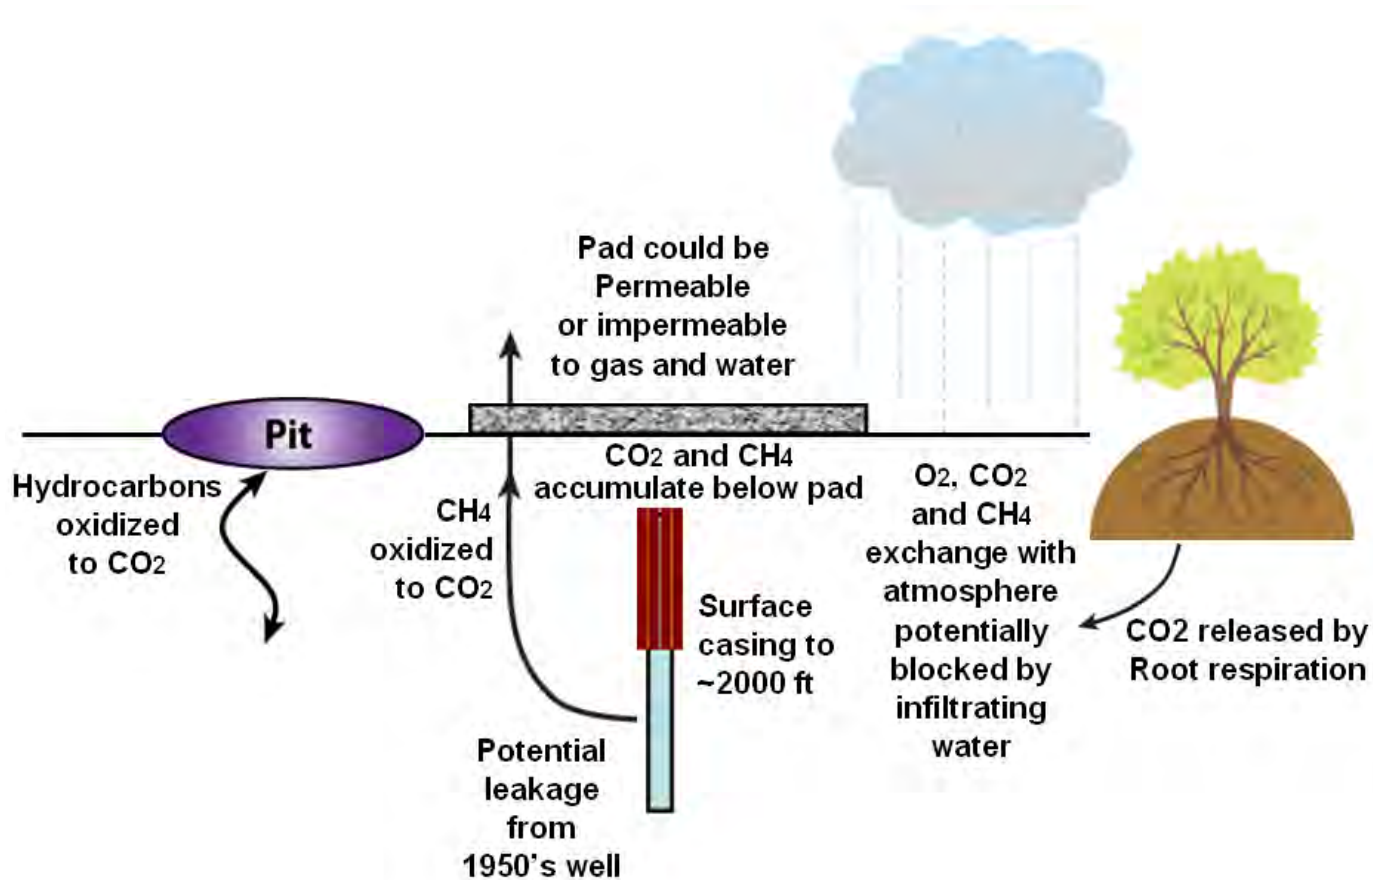 Pad could be
Permeable
or impermeable
to gas and water
Pit
Hydrocarbons
oxidized
to CO2
CH4
oxidized
to CO2
CO2 and CH4
accumulate below pad
Surface
casing to
~2000 ft
Potential
leakage
from
1950's well
O2, CO2
and CH4
exchange with
atmosphere
potentially
blocked by
infiltrating
water
CO2 released by
Root respiration